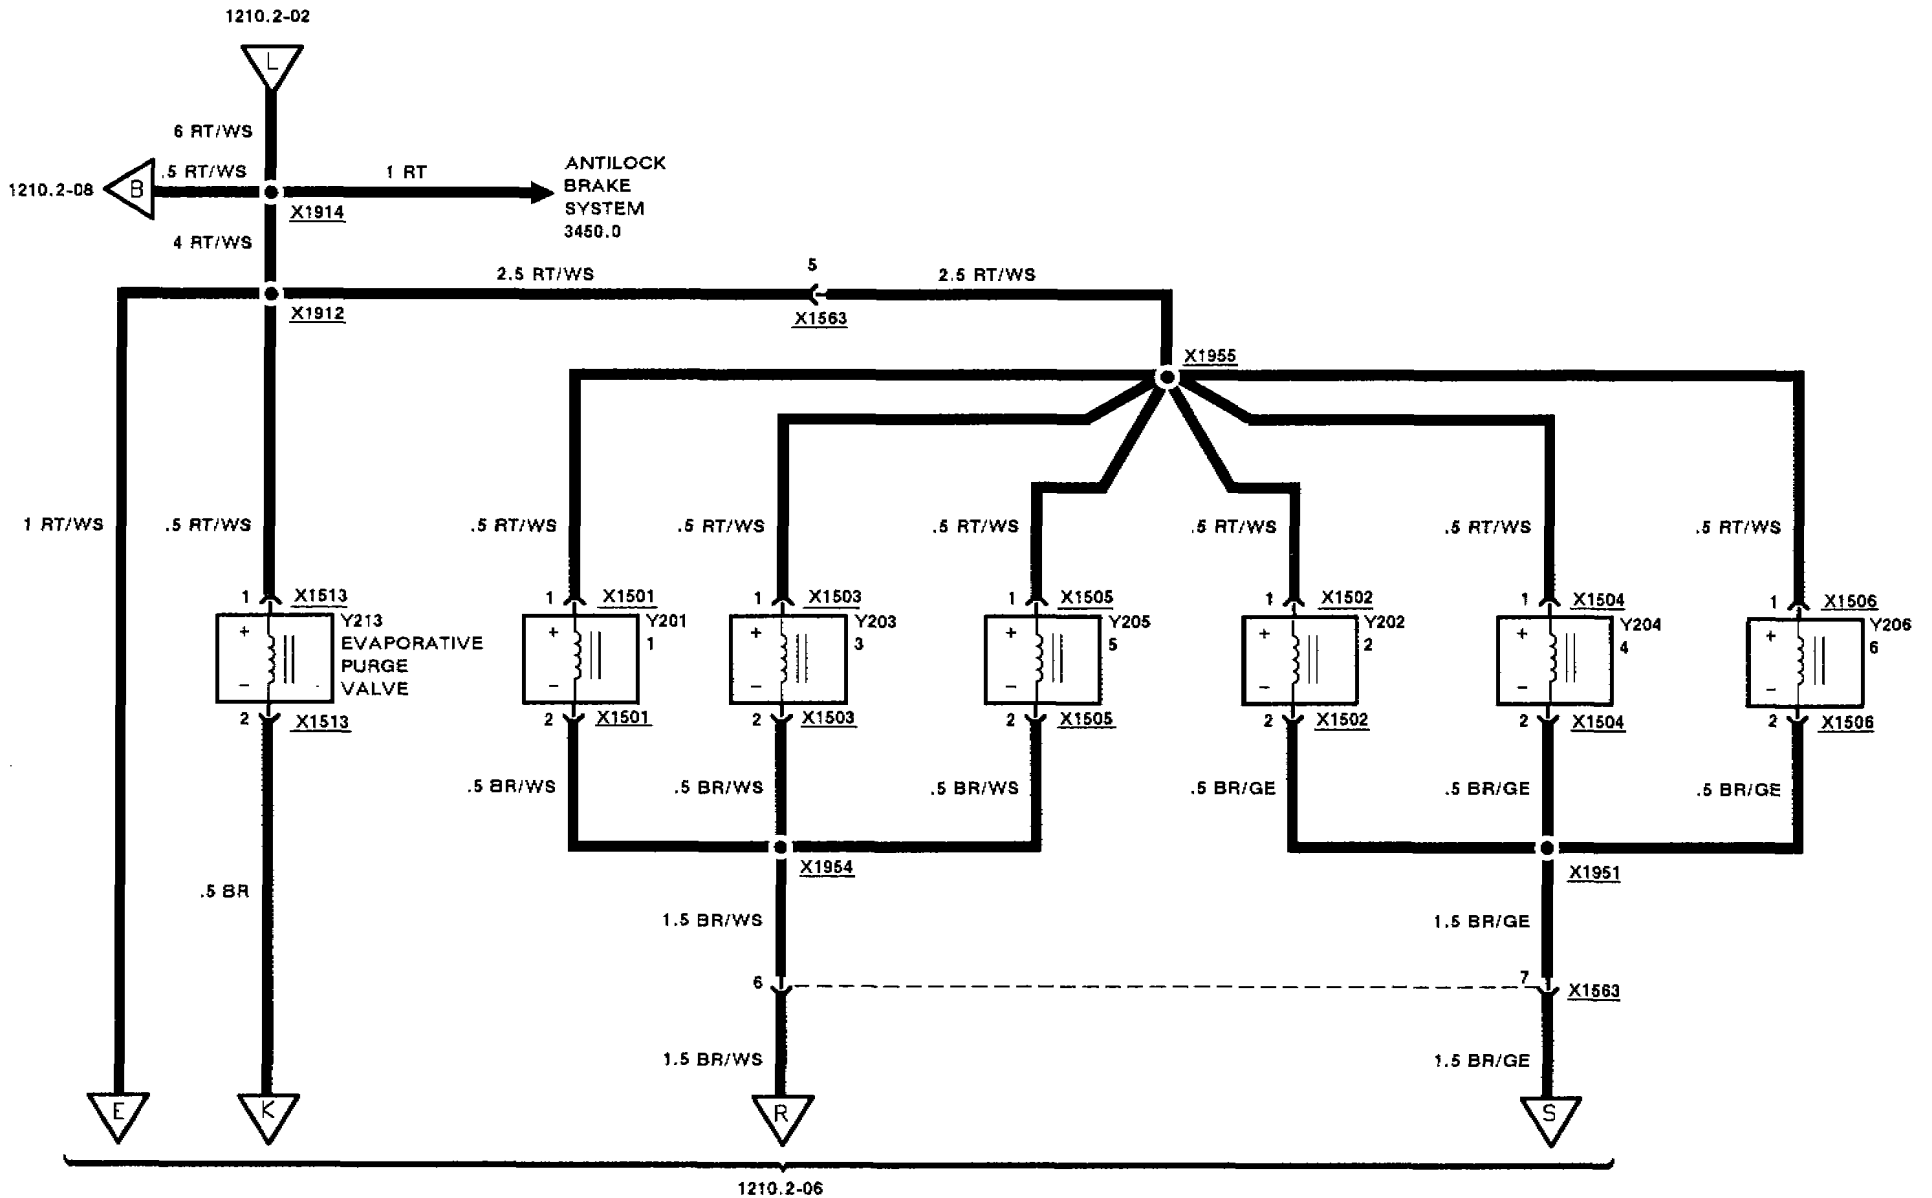 1210.2-02
L
6 RT/WS
1210.2-08 B .5 RT/WS
1 RT
ANTILOCK
BRAKE
SYSTEM
3450.0
X1914
4 RT/WS
2.5 RT/WS
5
2.5 RT/WS
X1912
X1563
X1955
1 RT/WS
.5 RT/WS
.5 RT/WS
.5 RT/WS
.5 RT/WS
.5 RT/WS
.5 RT/WS
.5 RT/WS
1 X1513
1 X1501
1 X1503
1 X1505
1 X1502
1 X1504
1 X1506
+ -
Y213
EVAPORATIVE
PURGE
VALVE
+ -
Y201
1
+ -
Y203
3
+ -
Y205
5
+ -
Y202
2
+ -
Y204
4
+ -
Y206
6
2 X1513
2 X1501
2 X1503
2 X1505
2 X1502
2 X1504
2 X1506
.5 BR/WS
.5 BR/WS
.5 BR/WS
.5 BR/GE
.5 BR/GE
.5 BR/GE
X1954
X1951
.5 BR
1.5 BR/WS
1.5 BR/GE
6
7
X1563
1.5 BR/WS
1.5 BR/GE
E
K
R
S
1210.2-06